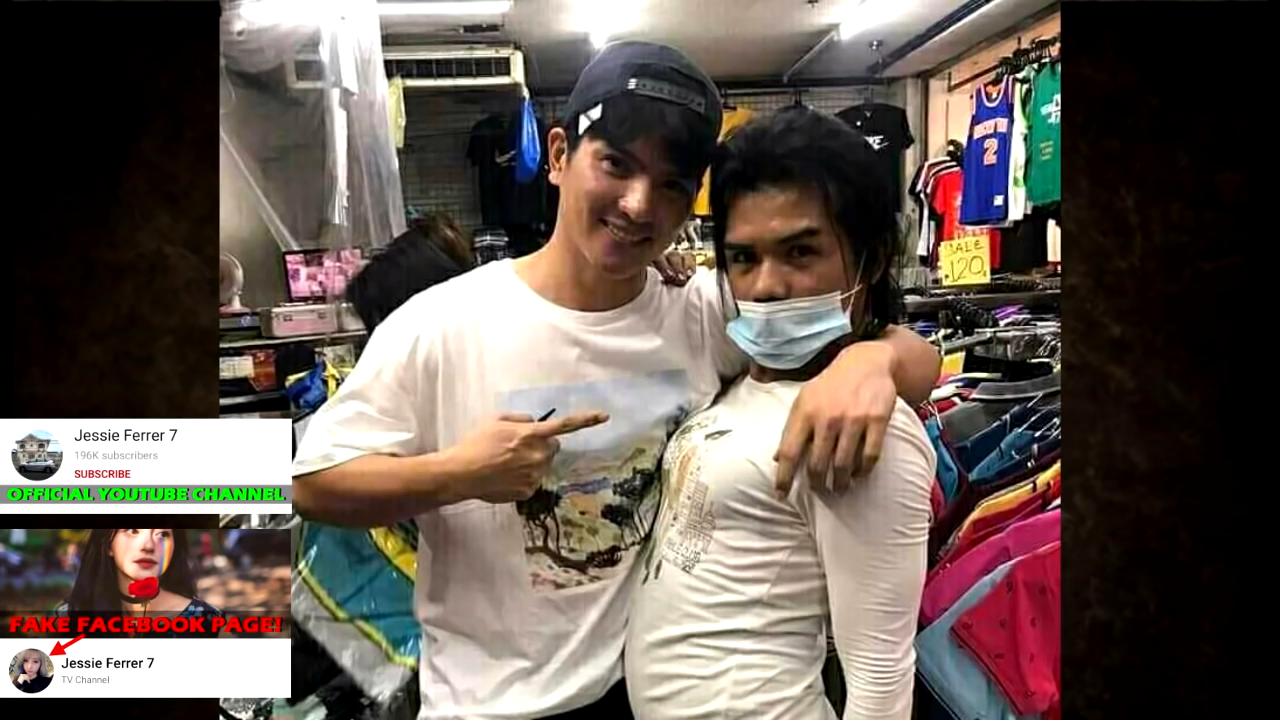 Jessie Ferrer 7
196K subscribers
SUBSCRIBE
OFFICIAL YOUTUBE CHANNEL
FAKE FACEBOOK PAGE!
Jessie Ferrer 7
TV Channel
2
SALE
120